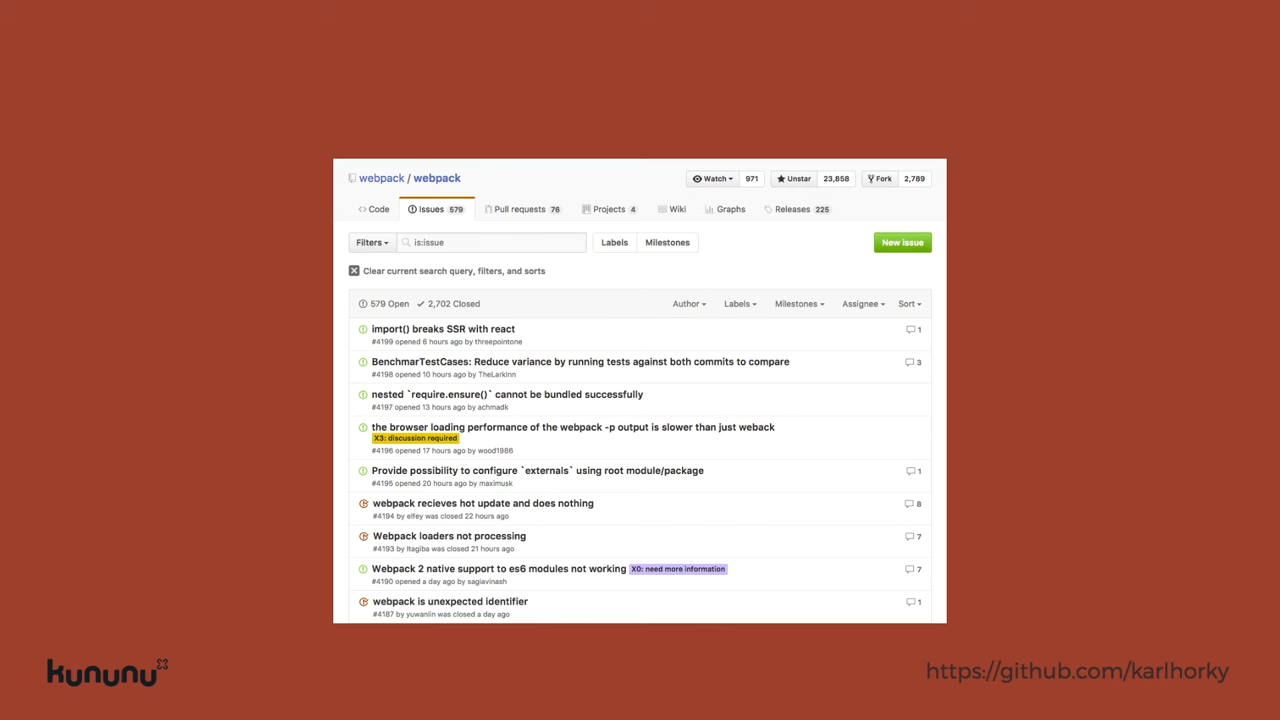 webpack / webpack
Watch 971 Unstar 23,858 Fork 2,789
Code Issues 579 Pull requests 76 Projects 4 Wiki Graphs Releases 225
Filters is:issue Labels Milestones New issue
Clear current search query, filters, and sorts
579 Open 2,702 Closed Author Labels Milestones Assignee Sort
import() breaks SSR with react 1
#4199 opened 6 hours ago by threepointone
BenchmarTestCases: Reduce variance by running tests against both commits to compare 3
#4198 opened 10 hours ago by TheLarkInn
nested `require.ensure()` cannot be bundled successfully
#4197 opened 13 hours ago by achmadk
the browser loading performance of the webpack -p output is slower than just weback
X3: discussion required
#4196 opened 17 hours ago by wood1986
Provide possibility to configure `externals` using root module/package 1
#4195 opened 20 hours ago by maximusk
webpack recieves hot update and does nothing 8
#4194 by elfey was closed 22 hours ago
Webpack loaders not processing 7
#4193 by ltagiba was closed 21 hours ago
Webpack 2 native support to es6 modules not working X0: need more information 7
#4190 opened a day ago by sagiavinash
webpack is unexpected identifier 1
#4187 by yuwanlin was closed a day ago
kununu
https://github.com/karlhorky